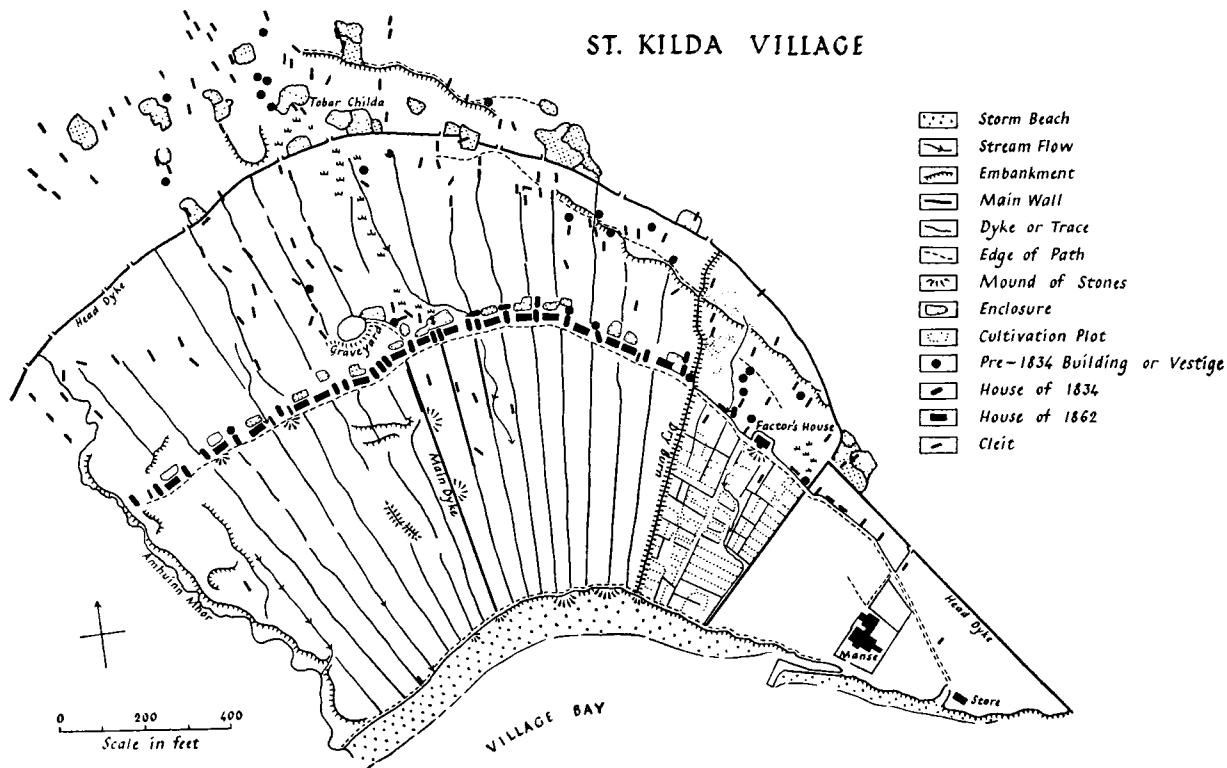 ST. KILDA VILLAGE
Storm Beach
Stream Flow
Embankment
Main Wall
Dyke or Trace
Edge of Path
Mound of Stones
Enclosure
Cultivation Plot
Pre-1834 Building or Vestige
House of 1834
House of 1862
Cleit
Tobar Childa
Head Dyke
Graveyard
Main Dyke
Dry Burn
Factor's House
Amhuinn Mhor
Head Dyke
Manse
Store
VILLAGE BAY
0 200 400
Scale in feet